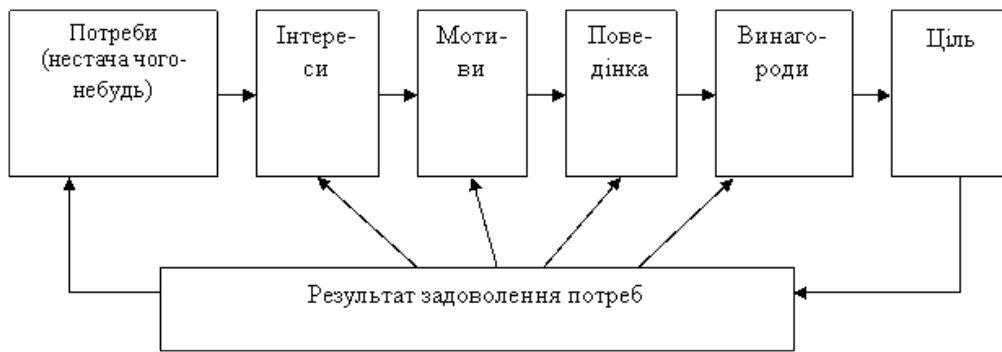 Потреби
(нестача чого-
небудь)
Інтере-
си
Моти-
ви
Пове-
дінка
Винаго-
роди
Ціль
Результат задоволення потреб